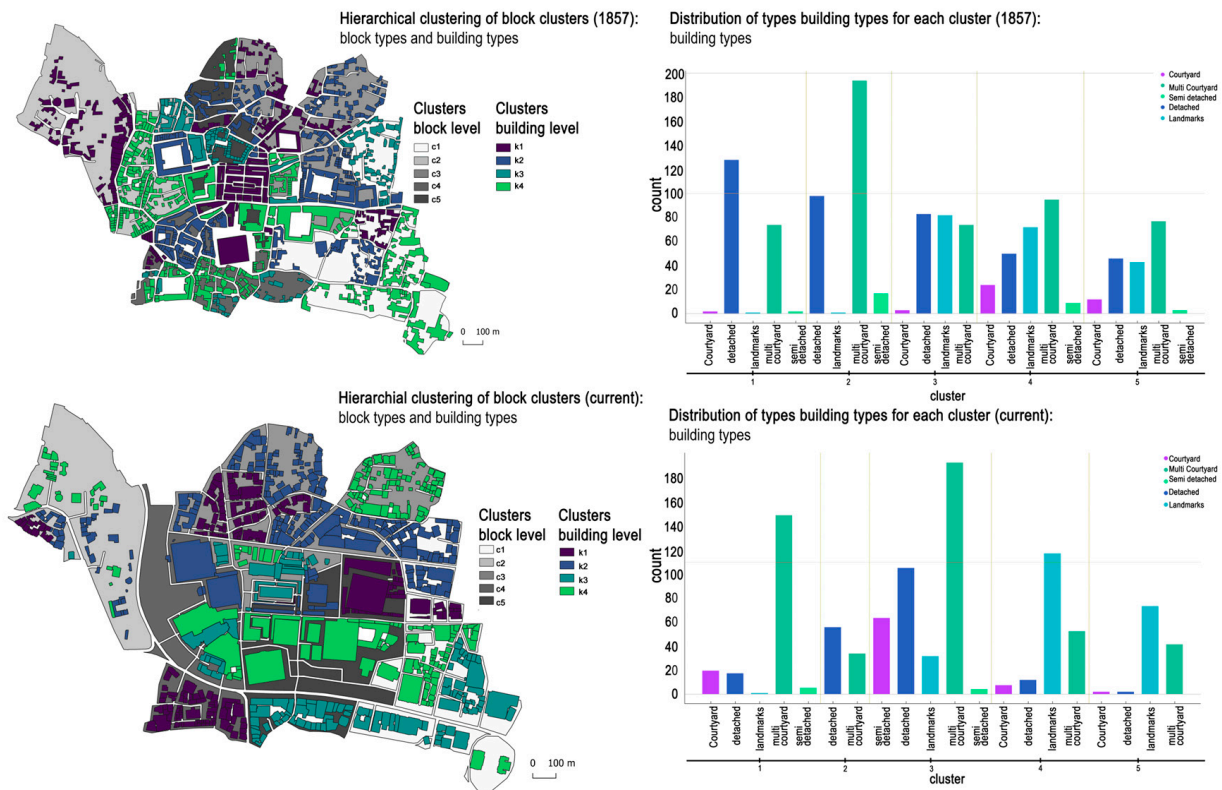 Hierarchical clustering of block clusters (1857):
block types and building types
Clusters
block level
c1
c2
c3
c4
c5
Clusters
building level
k1
k2
k3
k4
0 100 m
Distribution of types building types for each cluster (1857):
building types
Courtyard
Multi Courtyard
Semi detached
Detached
Landmarks
count
200
180
160
140
120
100
80
60
40
20
0
Courtyard
detached
landmarks
multi
courtyard
semi
detached
detached
landmarks
multi
courtyard
semi
detached
Courtyard
detached
landmarks
multi
courtyard
Courtyard
detached
landmarks
multi
courtyard
semi
detached
Courtyard
detached
landmarks
multi
courtyard
semi
detached
1
2
3
4
5
cluster
Hierarchial clustering of block clusters (current):
block types and building types
Clusters
block level
c1
c2
c3
c4
c5
Clusters
building level
k1
k2
k3
k4
0 100 m
Distribution of types building types for each cluster (current):
building types
Courtyard
Multi Courtyard
Semi detached
Detached
Landmarks
count
180
160
140
120
110
80
60
40
20
0
Courtyard
detached
landmarks
multi
courtyard
semi
detached
detached
multi
courtyard
semi
detached
detached
landmarks
multi
courtyard
semi
detached
Courtyard
detached
landmarks
multi
courtyard
Courtyard
detached
landmarks
multi
courtyard
1
2
3
4
5
cluster